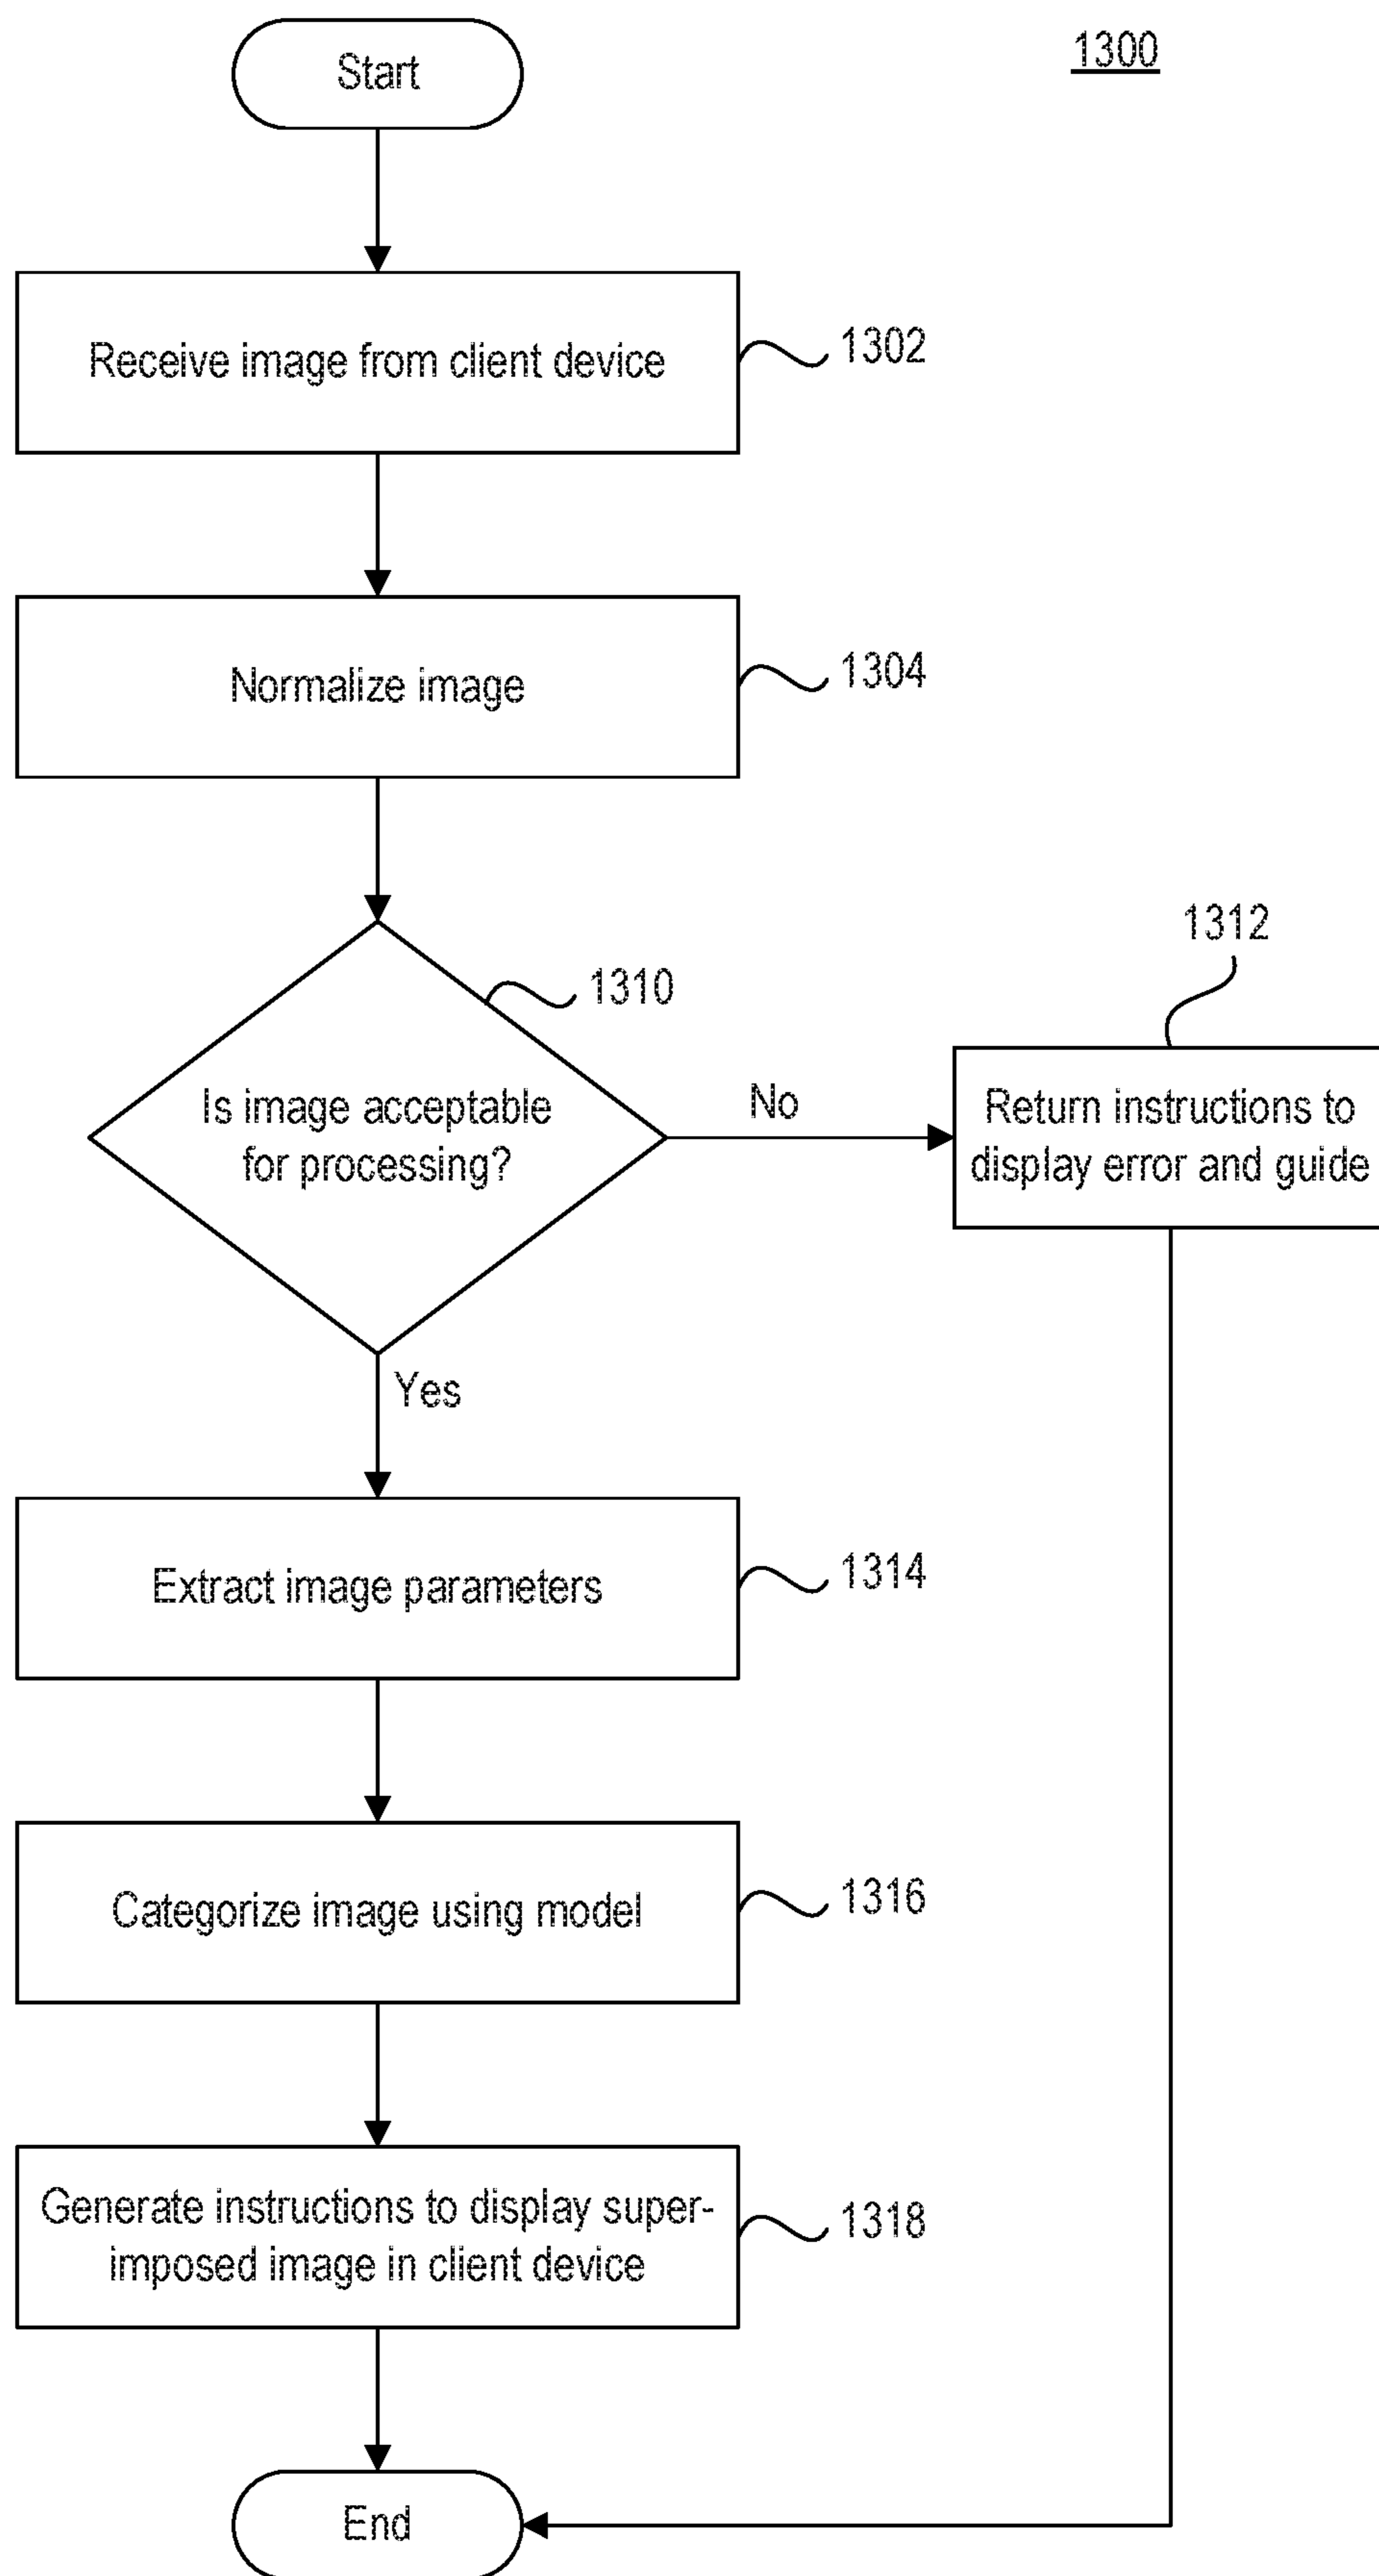 1300
Start
Receive image from client device
1302
Normalize image
1304
1310
Is image acceptable
for processing?
No
1312
Return instructions to
display error and guide
Yes
Extract image parameters
1314
Categorize image using model
1316
Generate instructions to display super-
imposed image in client device
1318
End